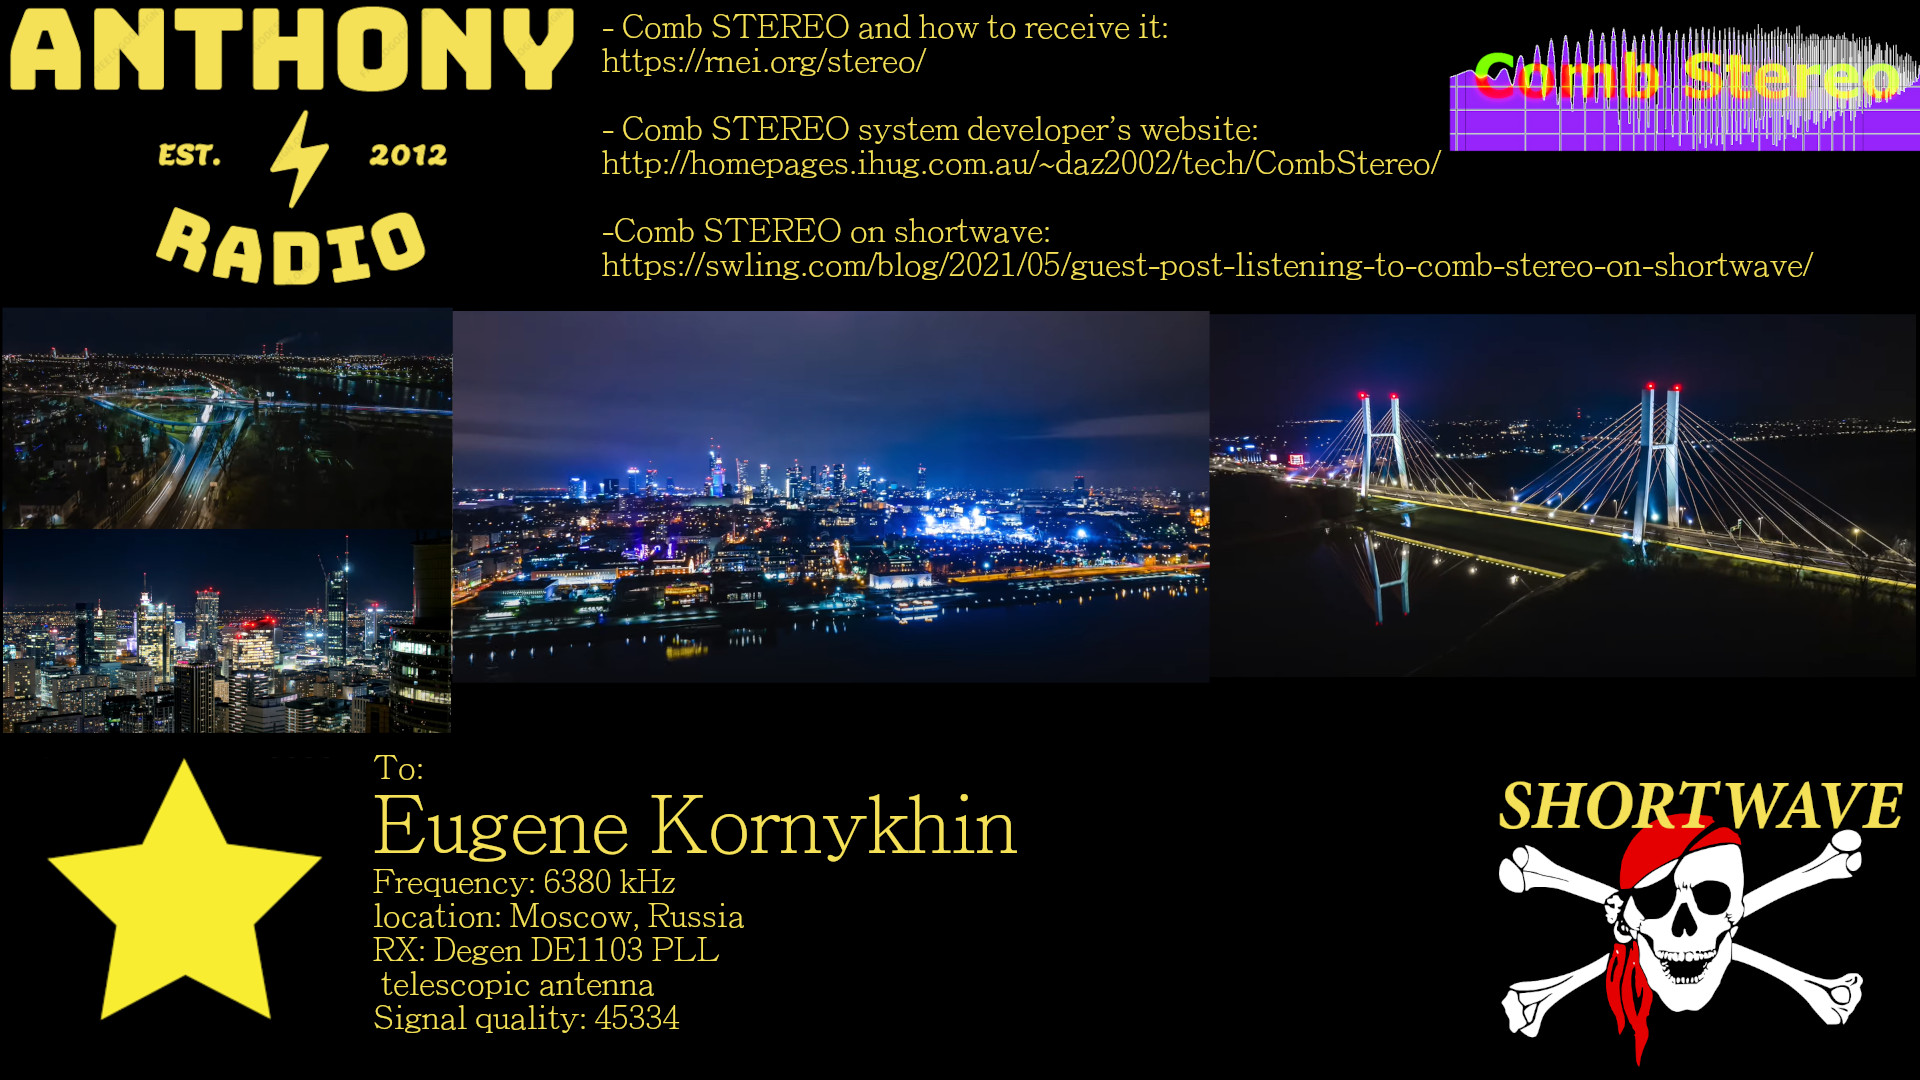 ANTHONY
EST. 2012
RADIO
- Comb STEREO and how to receive it:
https://rnei.org/stereo/
- Comb STEREO system developer's website:
http://homepages.ihug.com.au/~daz2002/tech/CombStereo/
-Comb STEREO on shortwave:
https://swling.com/blog/2021/05/guest-post-listening-to-comb-stereo-on-shortwave/
Comb Stereo
To:
Eugene Kornykhin
Frequency: 6380 kHz
location: Moscow, Russia
RX: Degen DE1103 PLL
telescopic antenna
Signal quality: 45334
SHORTWAVE